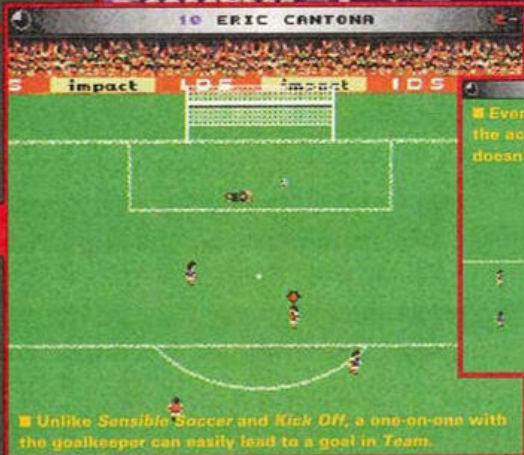 10 ERIC CANTONA
S impact IDS impact IDS
■ Unlike Sensible Soccer and Kick Off, a one-on-one with
the goalkeeper can easily lead to a goal in Team.
■ Ever
the ac
doesn